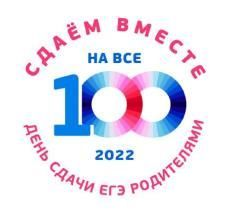 СДАЁМ ВМЕСТЕ
НА ВСЕ
100
2022
ДЕНЬ СДАЧИ ЕГЭ РОДИТЕЛЯМИ